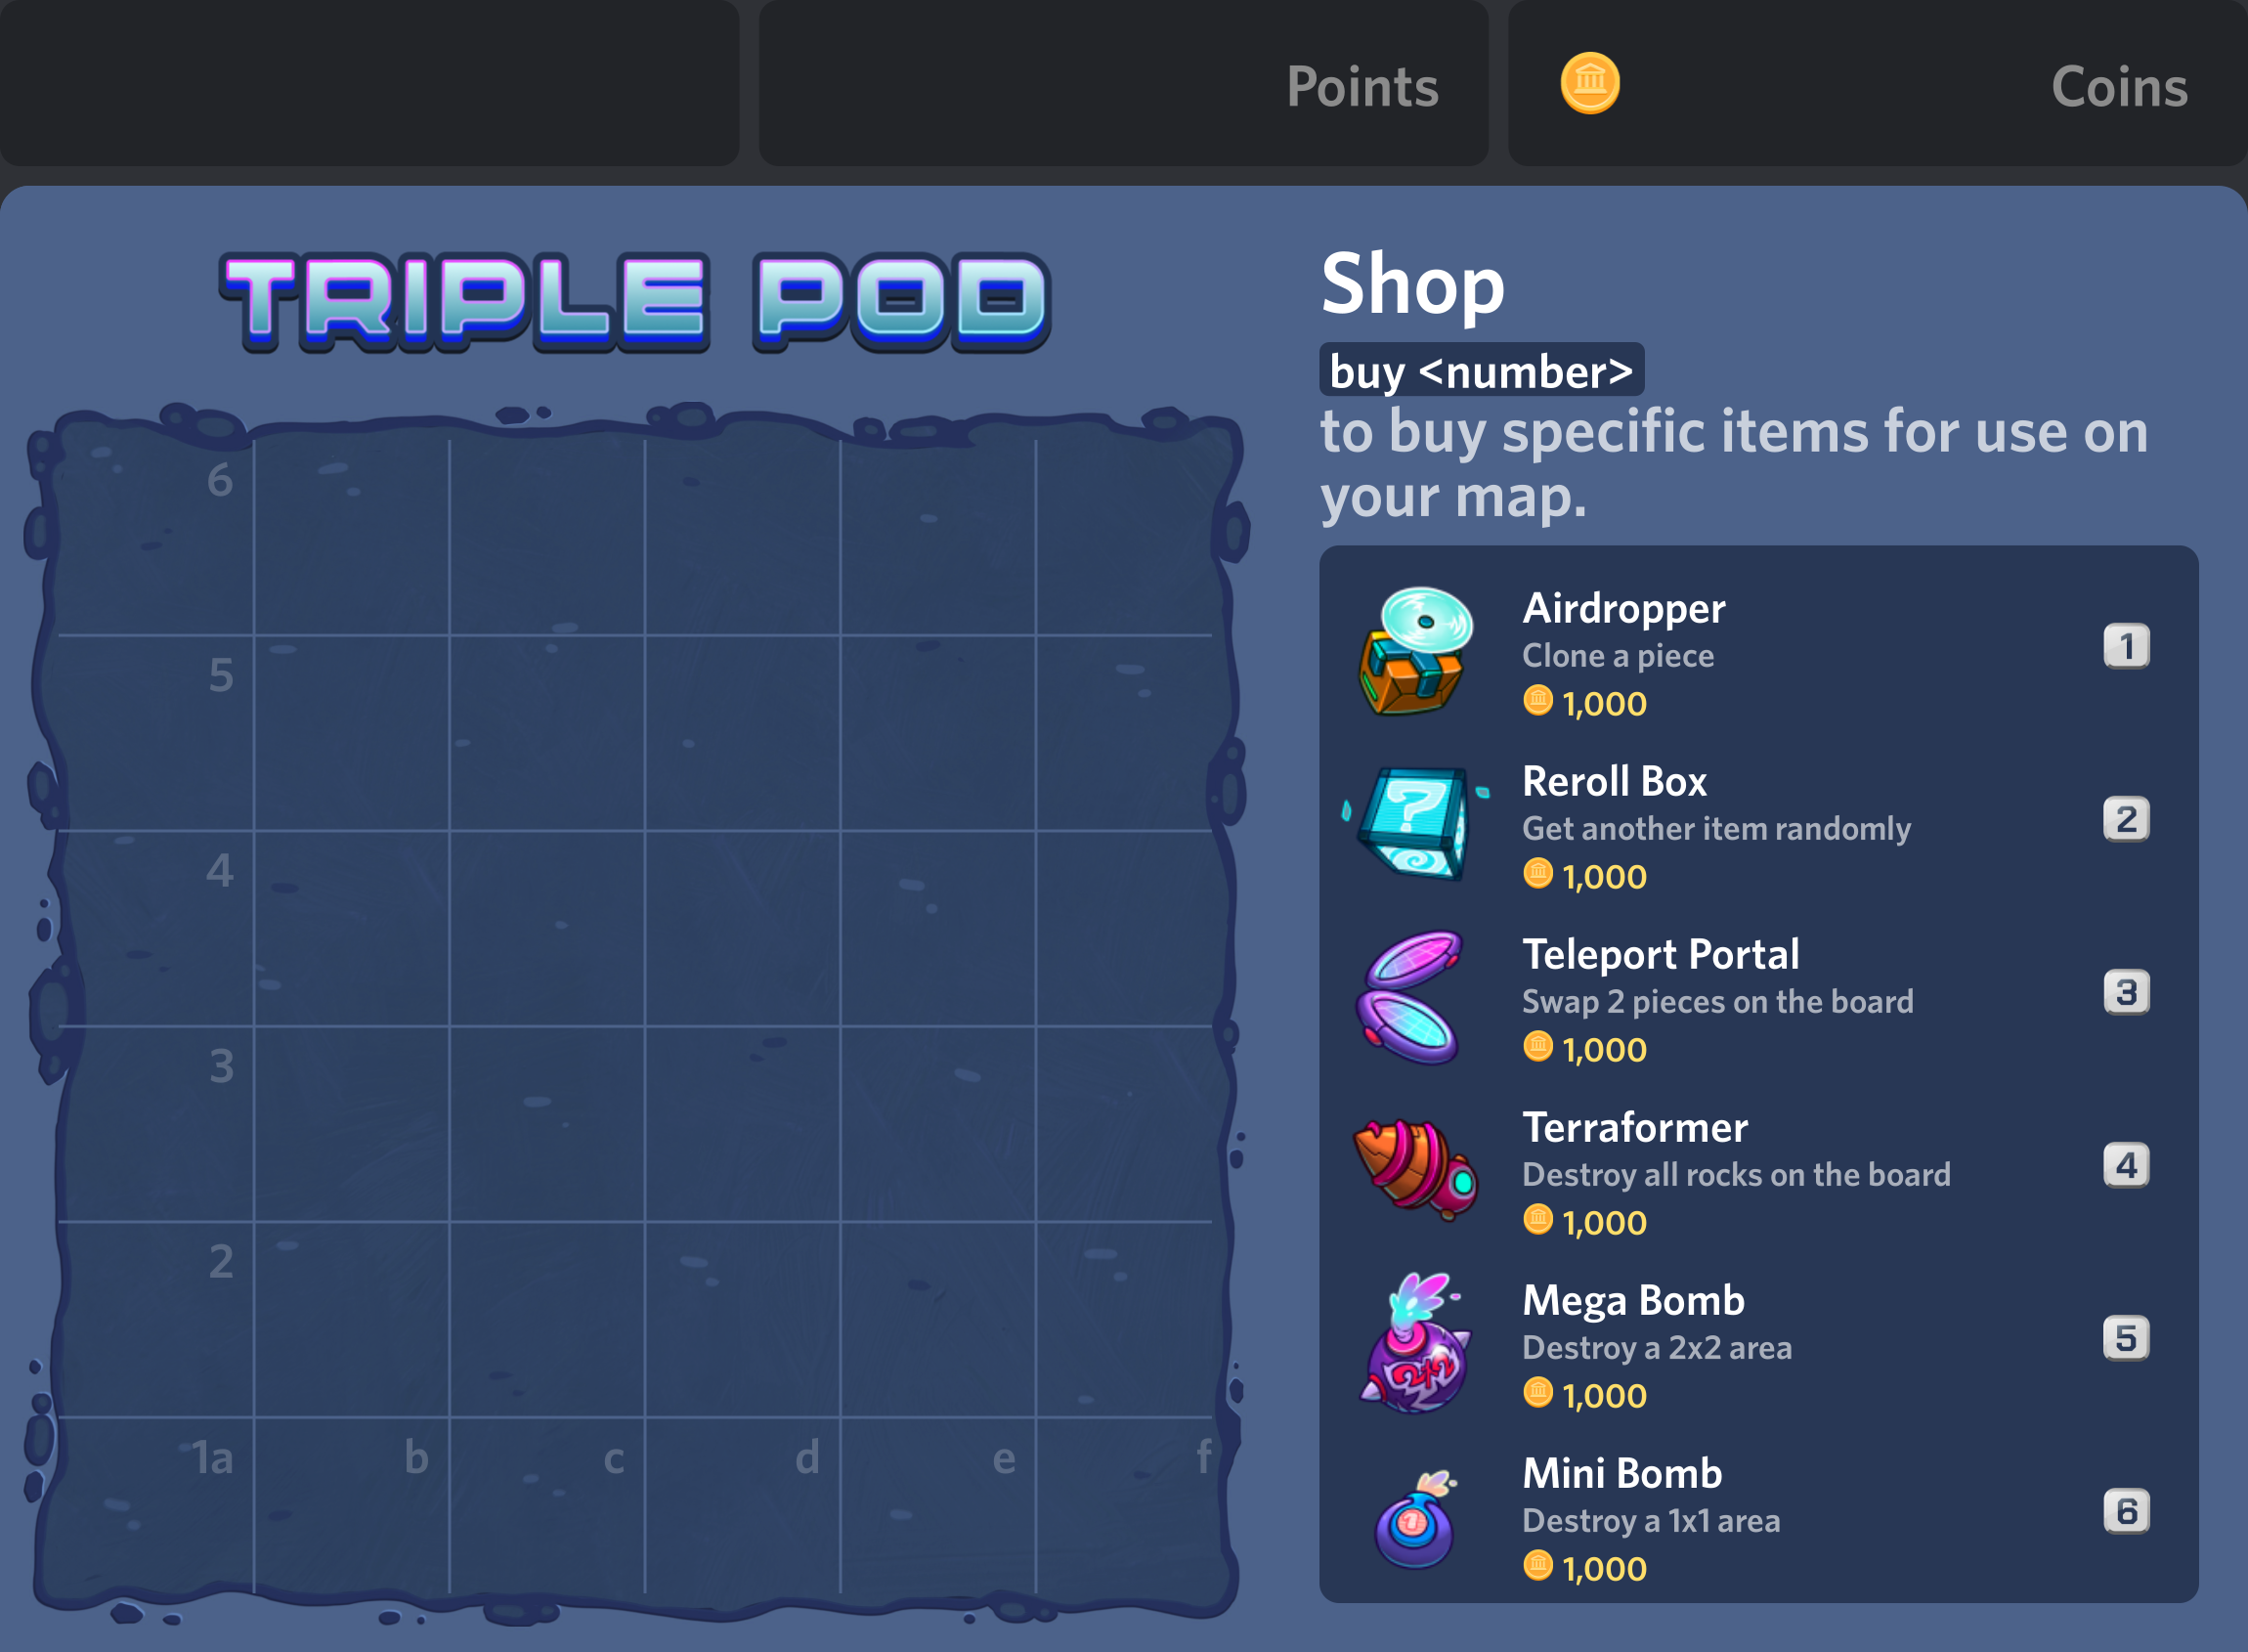 Points
Coins
TRIPLE POD
6
5
4
3
2
1a b c d e f
Shop
buy <number>
to buy specific items for use on
your map.
Airdropper
Clone a piece
1,000
1
?
Reroll Box
Get another item randomly
1,000
2
Teleport Portal
Swap 2 pieces on the board
1,000
3
Terraformer
Destroy all rocks on the board
1,000
4
2x2
Mega Bomb
Destroy a 2x2 area
1,000
5
1
Mini Bomb
Destroy a 1x1 area
1,000
6